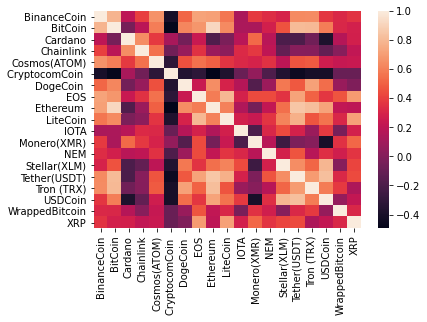 BinanceCoin
BitCoin
Cardano
Chainlink
Cosmos(ATOM)
CryptocomCoin
DogeCoin
EOS
Ethereum
LiteCoin
IOTA
Monero(XMR)
NEM
Stellar(XLM)
Tether(USDT)
Tron (TRX)
USDCoin
WrappedBitcoin
XRP
BinanceCoin
BitCoin
Cardano
Chainlink
Cosmos(ATOM)
CryptocomCoin
DogeCoin
EOS
Ethereum
LiteCoin
IOTA
Monero(XMR)
NEM
Stellar(XLM)
Tether(USDT)
Tron (TRX)
USDCoin
WrappedBitcoin
XRP
1.0
0.8
0.6
0.4
0.2
0.0
−0.2
−0.4